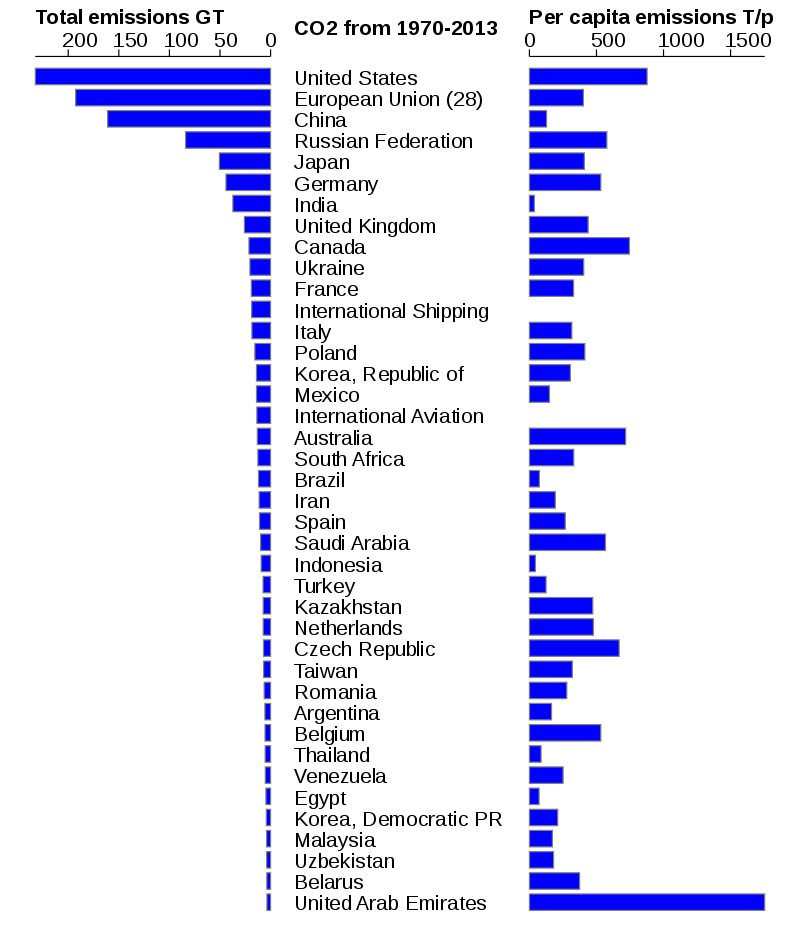 Total emissions GT
CO2 from 1970-2013
Per capita emissions T/p
200 150 100 50 0
0 500 1000 1500
United States
European Union (28)
China
Russian Federation
Japan
Germany
India
United Kingdom
Canada
Ukraine
France
International Shipping
Italy
Poland
Korea, Republic of
Mexico
International Aviation
Australia
South Africa
Brazil
Iran
Spain
Saudi Arabia
Indonesia
Turkey
Kazakhstan
Netherlands
Czech Republic
Taiwan
Romania
Argentina
Belgium
Thailand
Venezuela
Egypt
Korea, Democratic PR
Malaysia
Uzbekistan
Belarus
United Arab Emirates